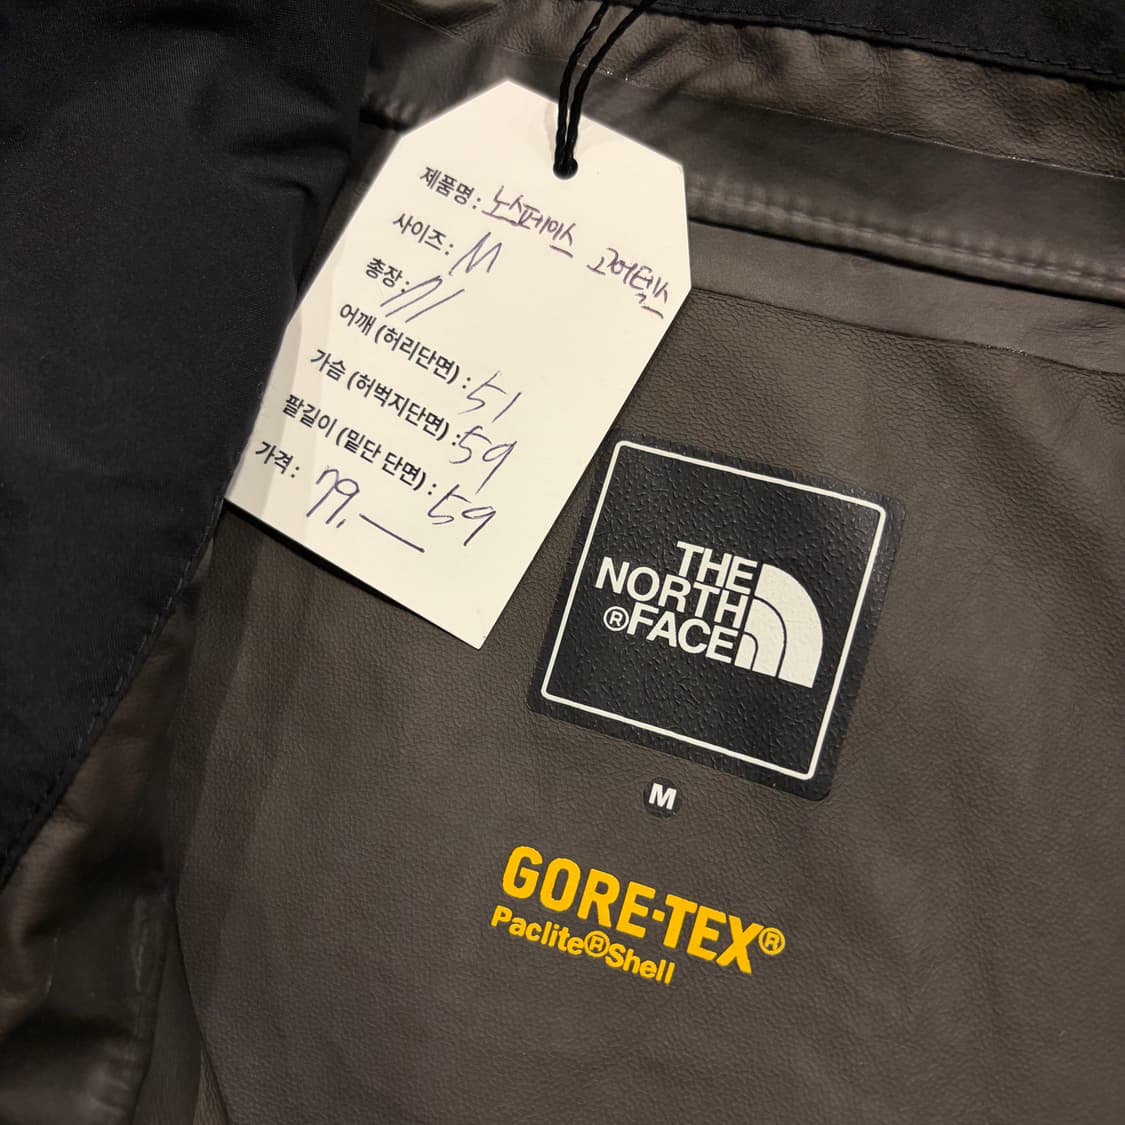 제품명 : 노스페이스 고어텍스
사이즈 : M
총장 : 71
어깨 (허리단면) : 51
가슴 (허벅지단면) : 59
팔길이 (밑단 단면) : 59
가격 : 79.—
THE
NORTH
®FACE
M
GORE-TEX®
Paclite®Shell